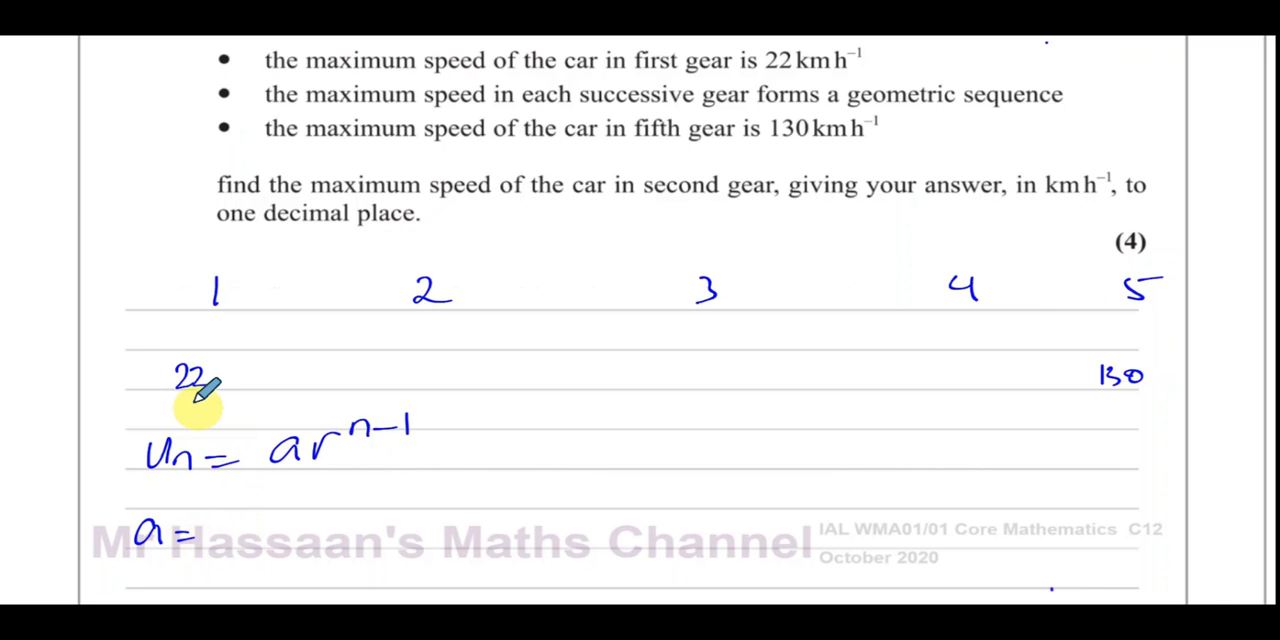 • the maximum speed of the car in first gear is 22 km h⁻¹
• the maximum speed in each successive gear forms a geometric sequence
• the maximum speed of the car in fifth gear is 130 km h⁻¹
find the maximum speed of the car in second gear, giving your answer, in km h⁻¹, to
one decimal place.
(4)
1 2 3 4 5
22 130
Un = ar^n-1
a =
Mr Hassaan's Maths Channel
IAL WMA01/01 Core Mathematics C12
October 2020